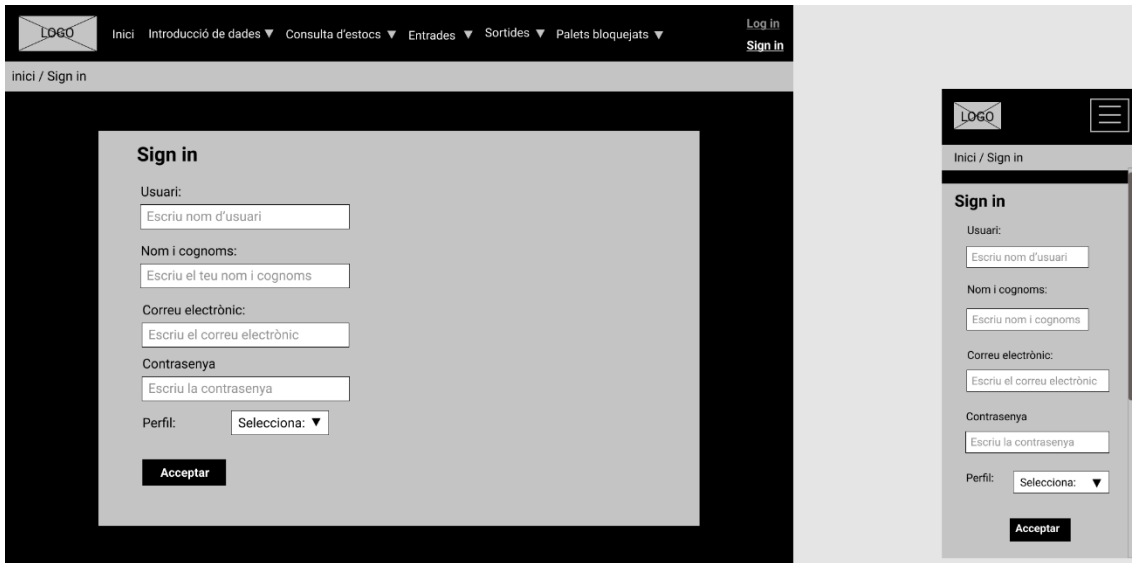 LOGO Inici Introducció de dades ▼ Consulta d'estocs ▼ Entrades ▼ Sortides ▼ Palets bloquejats ▼ Log in
Sign in
inici / Sign in
Sign in
Usuari:
Escriu nom d'usuari
Nom i cognoms:
Escriu el teu nom i cognoms
Correu electrònic:
Escriu el correu electrònic
Contrasenya
Escriu la contrasenya
Perfil: Selecciona: ▼
Acceptar
LOGO
Inici / Sign in
Sign in
Usuari:
Escriu nom d'usuari
Nom i cognoms:
Escriu nom i cognoms
Correu electrònic:
Escriu el correu electrònic
Contrasenya
Escriu la contrasenya
Perfil: Selecciona: ▼
Acceptar